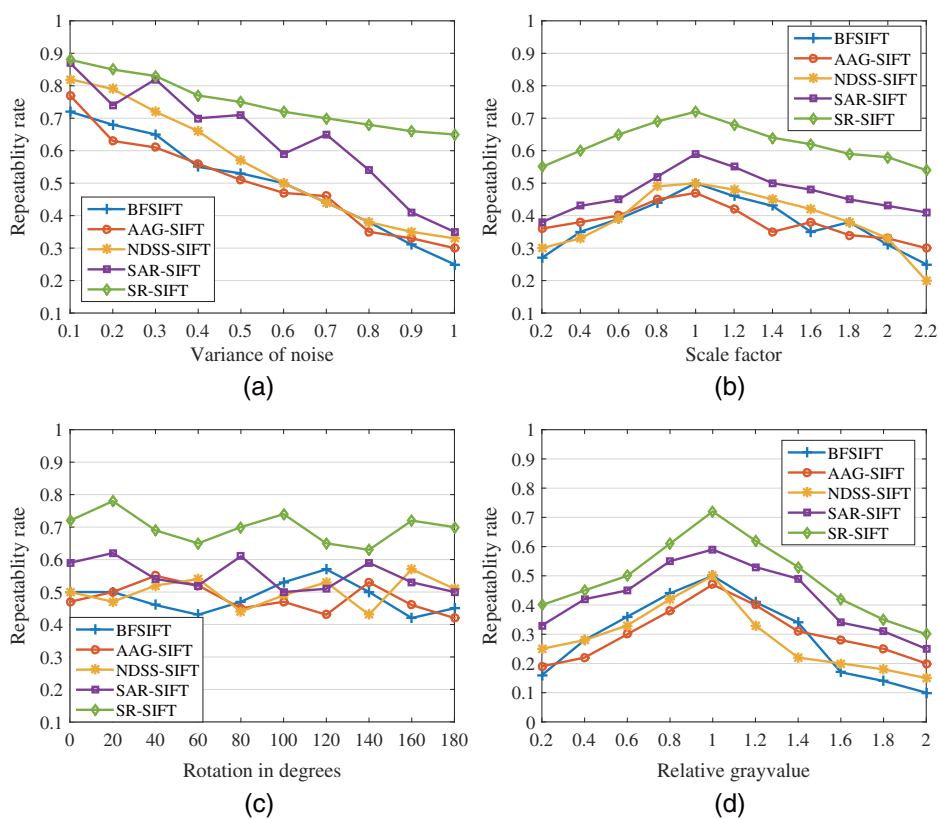 1
0.9
0.8
0.7
0.6
0.5
0.4
0.3
0.2
0.1
Repeatablity rate
BFSIFT
AAG-SIFT
NDSS-SIFT
SAR-SIFT
SR-SIFT
0.1 0.2 0.3 0.4 0.5 0.6 0.7 0.8 0.9 1
Variance of noise
(a)
1
0.9
0.8
0.7
0.6
0.5
0.4
0.3
0.2
0.1
Repeatablity rate
BFSIFT
AAG-SIFT
NDSS-SIFT
SAR-SIFT
SR-SIFT
0.2 0.4 0.6 0.8 1 1.2 1.4 1.6 1.8 2 2.2
Scale factor
(b)
1
0.9
0.8
0.7
0.6
0.5
0.4
0.3
0.2
0.1
Repeatablity rate
BFSIFT
AAG-SIFT
NDSS-SIFT
SAR-SIFT
SR-SIFT
0 20 40 60 80 100 120 140 160 180
Rotation in degrees
(c)
1
0.9
0.8
0.7
0.6
0.5
0.4
0.3
0.2
0.1
0
Repeatablity rate
BFSIFT
AAG-SIFT
NDSS-SIFT
SAR-SIFT
SR-SIFT
0.2 0.4 0.6 0.8 1 1.2 1.4 1.6 1.8 2
Relative grayvalue
(d)